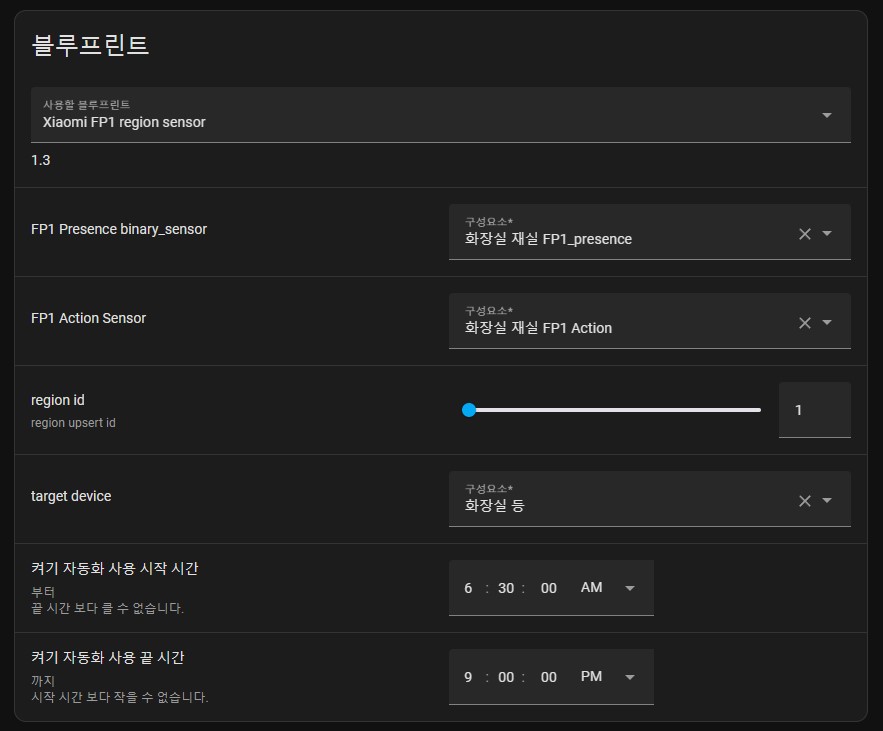 블루프린트
사용할 블루프린트
Xiaomi FP1 region sensor
1.3
FP1 Presence binary_sensor
구성요소*
화장실 재실 FP1_presence
FP1 Action Sensor
구성요소*
화장실 재실 FP1 Action
region id
region upsert id
1
target device
구성요소*
화장실 등
켜기 자동화 사용 시작 시간
부터
끝 시간 보다 클 수 없습니다.
6 : 30 : 00 AM
켜기 자동화 사용 끝 시간
까지
시작 시간 보다 작을 수 없습니다.
9 : 00 : 00 PM